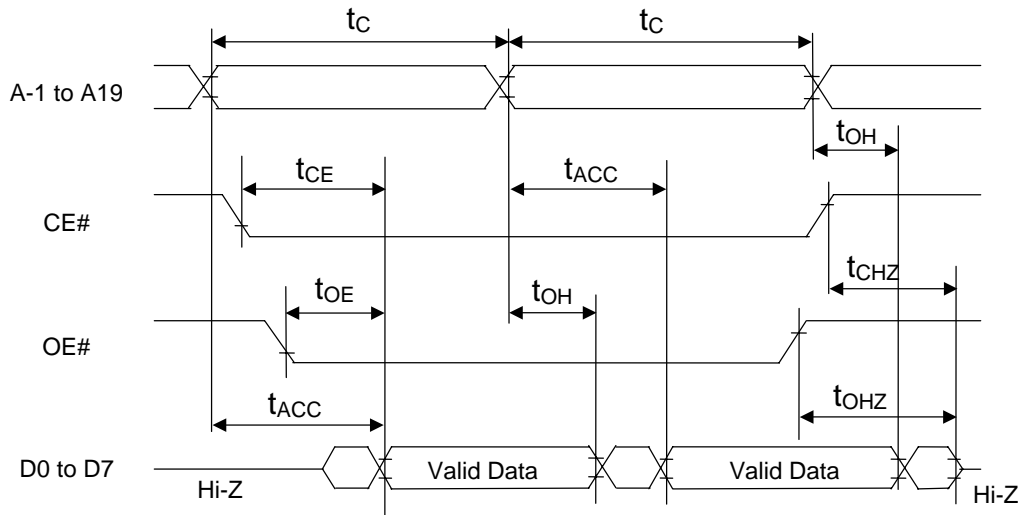 tC tC
A-1 to A19
tOH
tCE tACC
CE#
tCHZ
tOE tOH
OE#
tACC tOHZ
D0 to D7 Valid Data Valid Data
Hi-Z Hi-Z